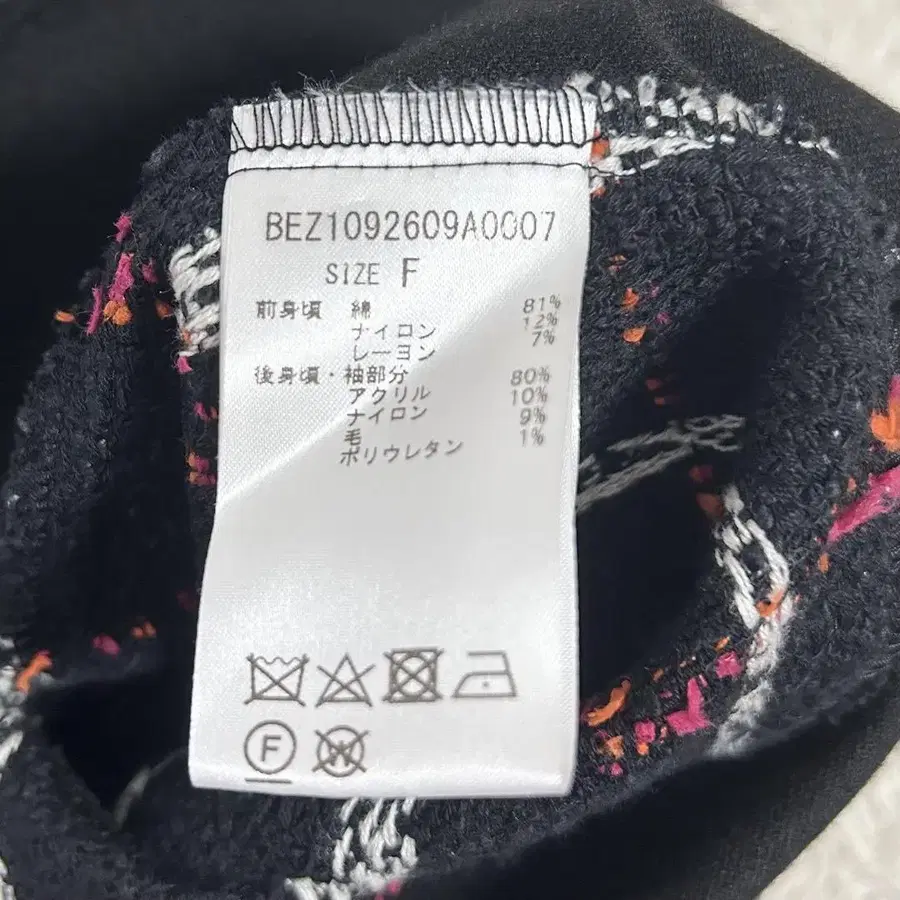 BEZ1092609A0007
SIZE F
前身頃 綿 81%
ナイロン 12%
レーヨン 7%
後身頃・袖部分
アクリル 80%
ナイロン 10%
毛 9%
ポリウレタン 1%
F
W